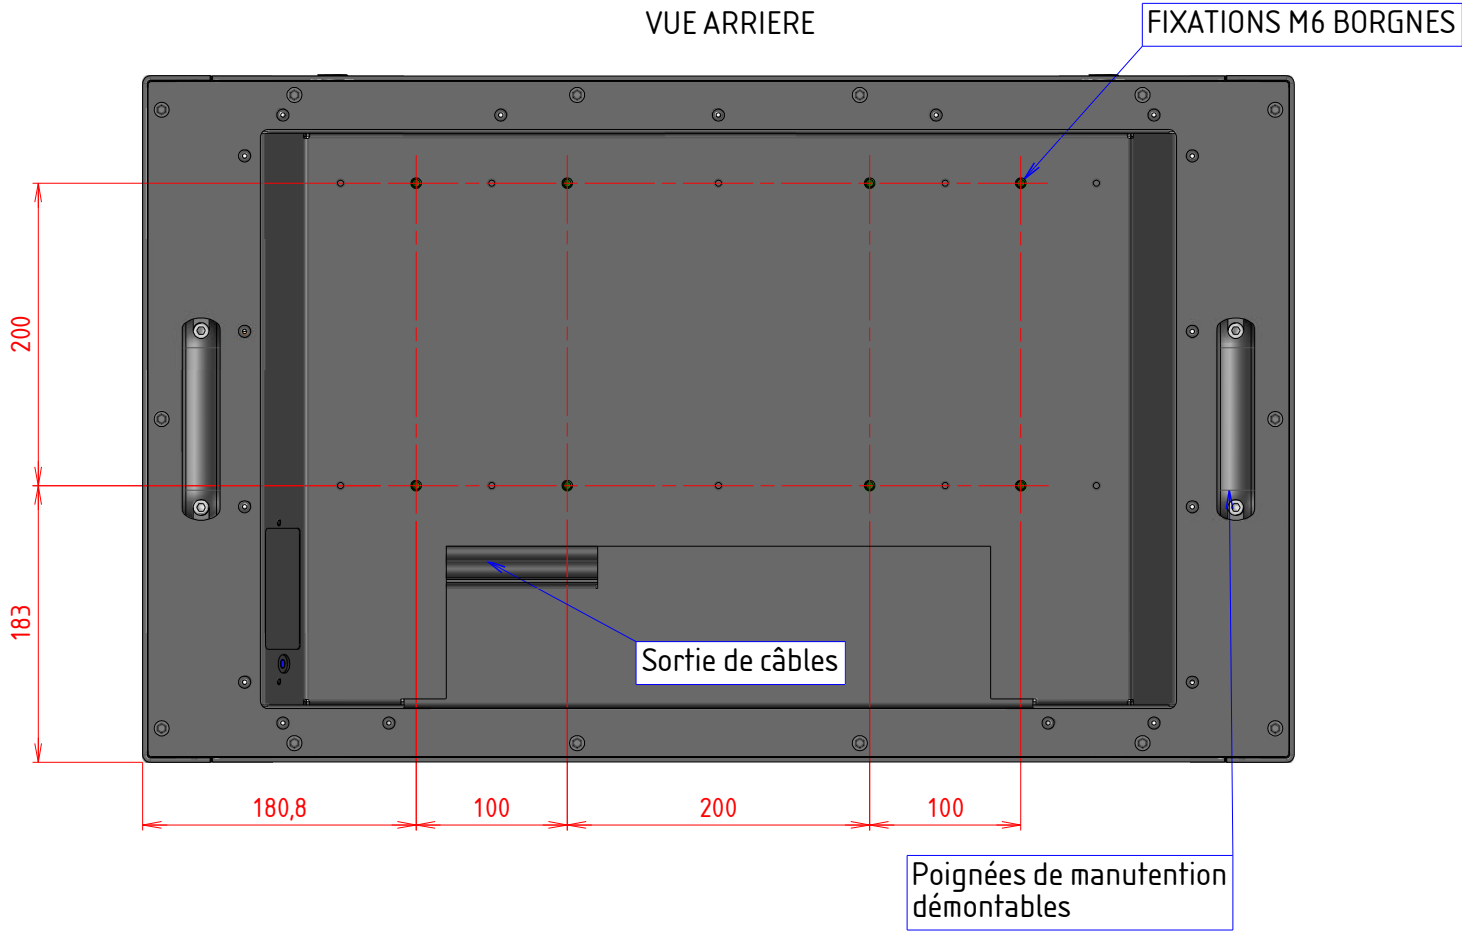 VUE ARRIERE
FIXATIONS M6 BORGNES
200
183
Sortie de câbles
180,8
100
200
100
Poignées de manutention
démontables